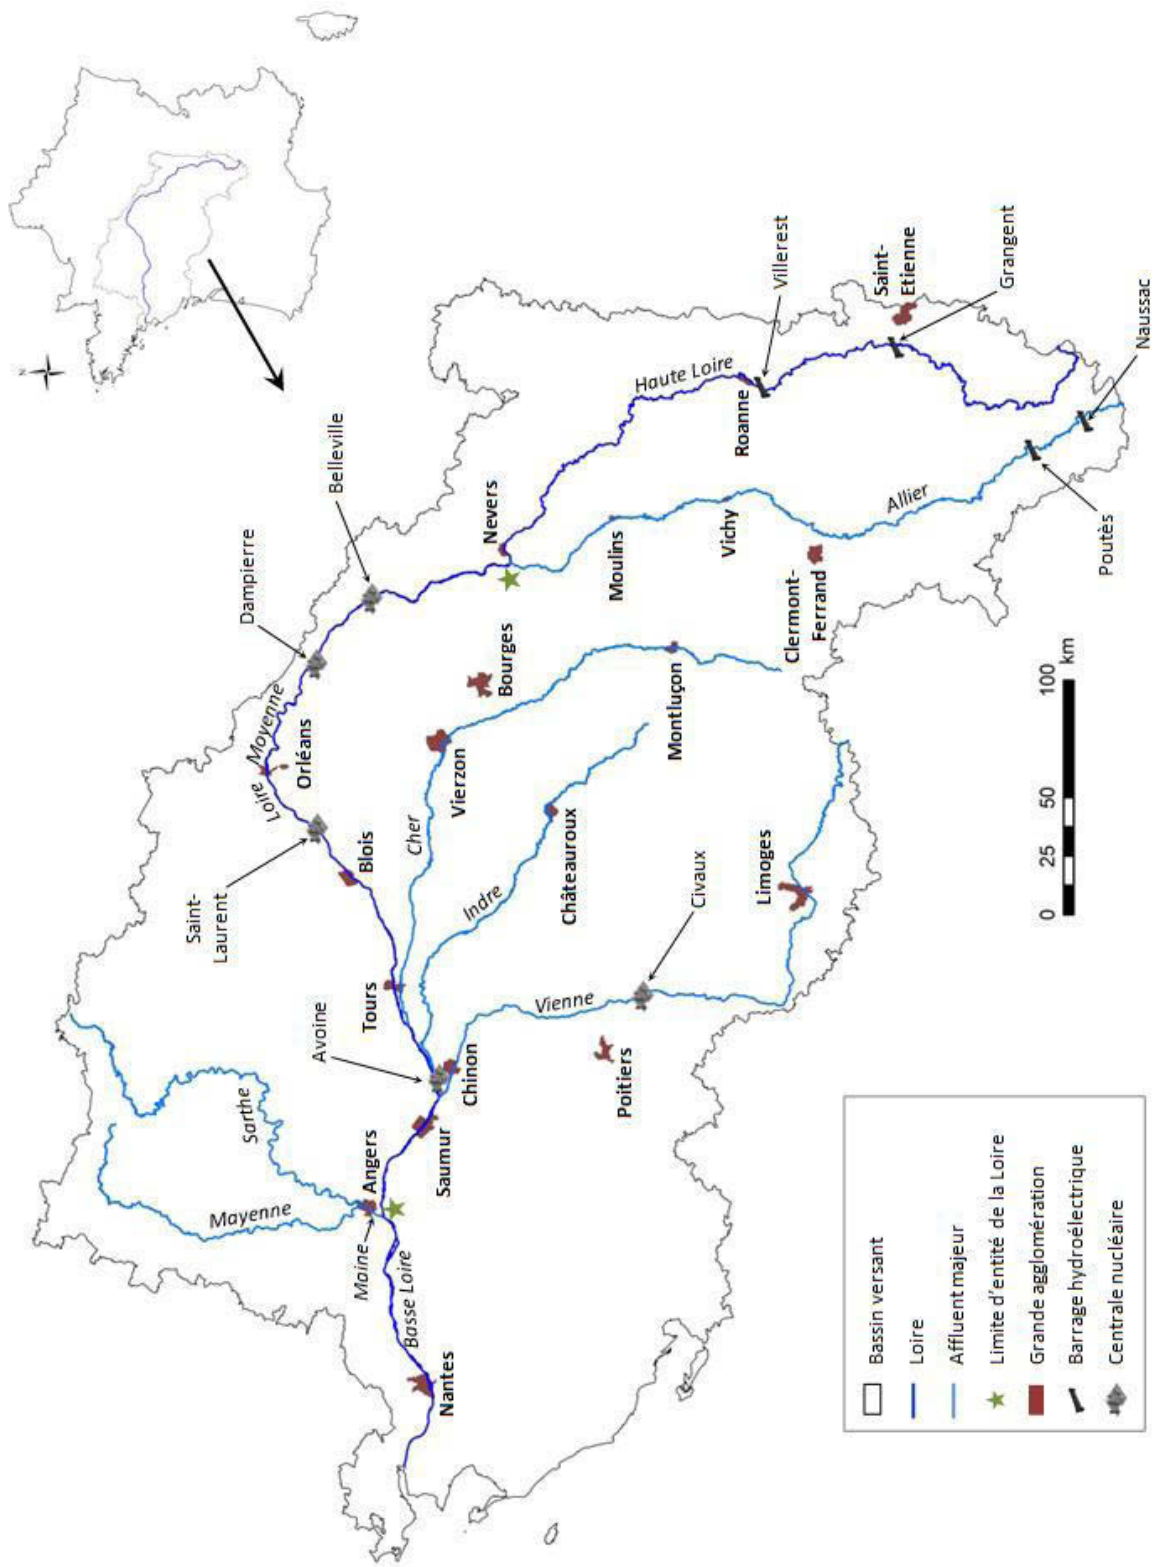 N
Sarthe
Mayenne
Maine
Angers
Basse Loire
Nantes
Saumur
Avoine
Chinon
Tours
Saint-
Laurent
Blois
Loire Moyenne
Orléans
Dampierre
Belleville
Nevers
Cher
Vierzon
Bourges
Indre
Châteauroux
Vienne
Civaux
Poitiers
Limoges
Montluçon
Moulins
Vichy
Clermont-
Ferrand
Allier
Haute Loire
Roanne
Villerest
Saint-
Etienne
Grangent
Naussac
Poutès
0 25 50 100
km
Bassin versant
Loire
Affluent majeur
Limite d'entité de la Loire
Grande agglomération
Barrage hydroélectrique
Centrale nucléaire